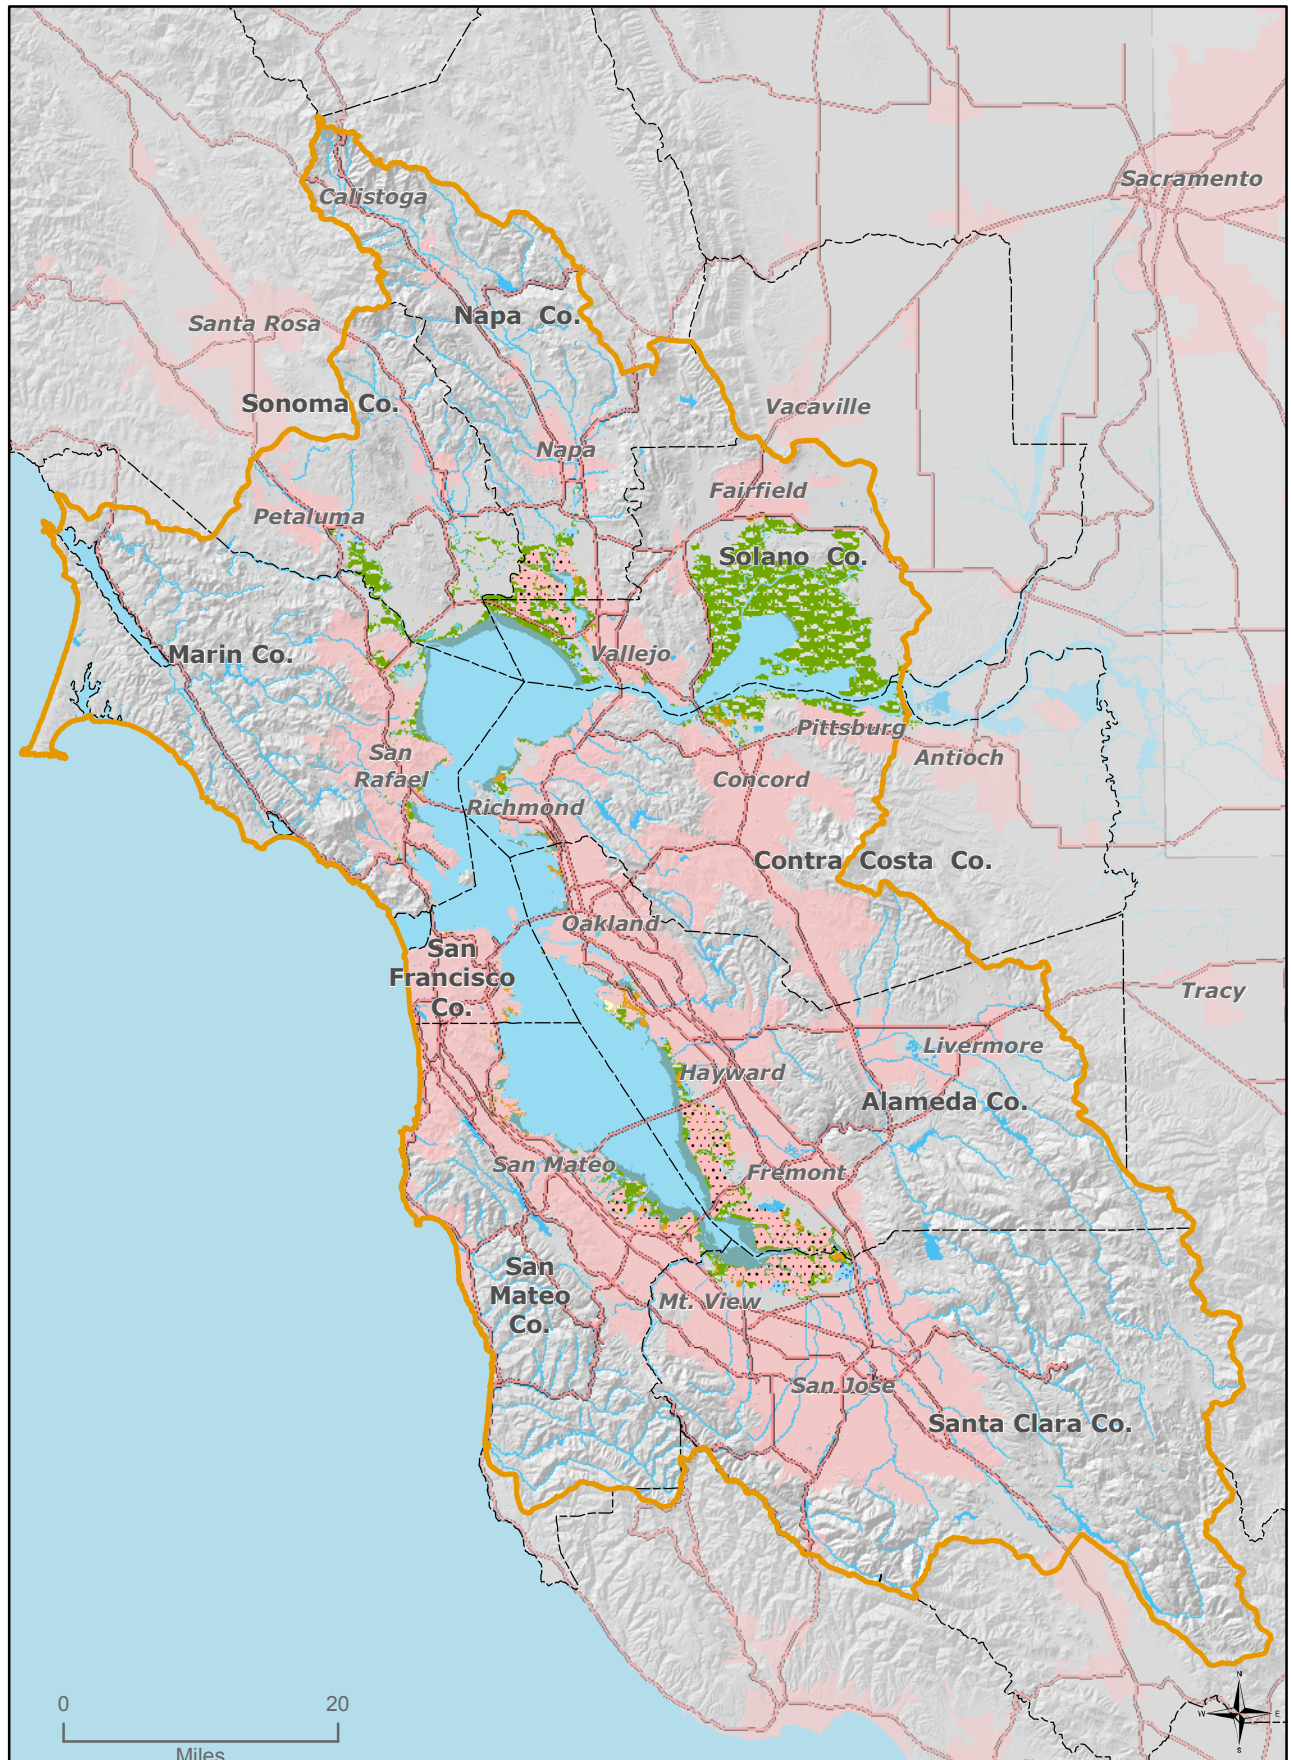 Sacramento
Calistoga
Santa Rosa
Napa Co.
Sonoma Co.
Vacaville
Napa
Fairfield
Petaluma
Solano Co.
Marin Co.
Vallejo
Pittsburg
San
Rafael
Antioch
Concord
Richmond
Contra Costa Co.
Oakland
San
Francisco
Co.
Tracy
Livermore
Hayward
Alameda Co.
San Mateo
Fremont
San
Mateo
Co.
Mt. View
San Jose
Santa Clara Co.
0 20
Miles
N
W E
S